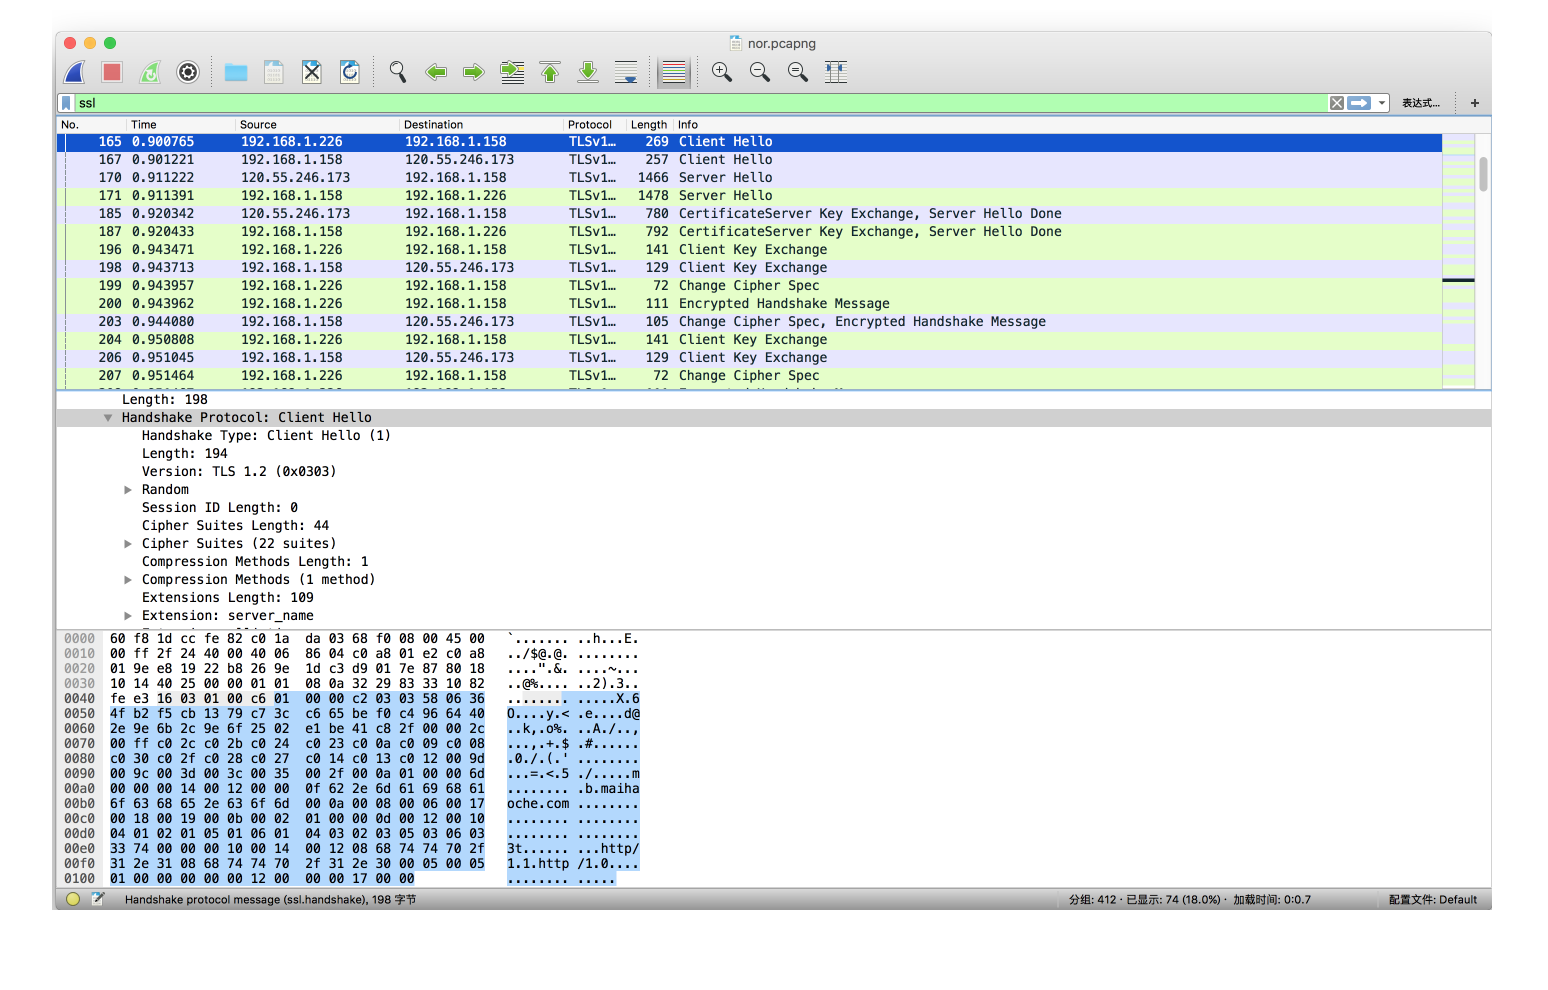 nor.pcapng
ssl
表达式…
+
No. Time Source Destination Protocol Length Info
165 0.900765 192.168.1.226 192.168.1.158 TLSv1… 269 Client Hello
167 0.901221 192.168.1.158 120.55.246.173 TLSv1… 257 Client Hello
170 0.911222 120.55.246.173 192.168.1.158 TLSv1… 1466 Server Hello
171 0.911391 192.168.1.158 192.168.1.226 TLSv1… 1478 Server Hello
185 0.920342 120.55.246.173 192.168.1.158 TLSv1… 780 CertificateServer Key Exchange, Server Hello Done
187 0.920433 192.168.1.158 192.168.1.226 TLSv1… 792 CertificateServer Key Exchange, Server Hello Done
196 0.943471 192.168.1.226 192.168.1.158 TLSv1… 141 Client Key Exchange
198 0.943713 192.168.1.158 120.55.246.173 TLSv1… 129 Client Key Exchange
199 0.943957 192.168.1.226 192.168.1.158 TLSv1… 72 Change Cipher Spec
200 0.943962 192.168.1.226 192.168.1.158 TLSv1… 111 Encrypted Handshake Message
203 0.944080 192.168.1.158 120.55.246.173 TLSv1… 105 Change Cipher Spec, Encrypted Handshake Message
204 0.950808 192.168.1.226 192.168.1.158 TLSv1… 141 Client Key Exchange
206 0.951045 192.168.1.158 120.55.246.173 TLSv1… 129 Client Key Exchange
207 0.951464 192.168.1.226 192.168.1.158 TLSv1… 72 Change Cipher Spec
Length: 198
Handshake Protocol: Client Hello
Handshake Type: Client Hello (1)
Length: 194
Version: TLS 1.2 (0x0303)
Random
Session ID Length: 0
Cipher Suites Length: 44
Cipher Suites (22 suites)
Compression Methods Length: 1
Compression Methods (1 method)
Extensions Length: 109
Extension: server_name
0000 60 f8 1d cc fe 82 c0 1a da 03 68 f0 08 00 45 00 `....... ..h...E.
0010 00 ff 2f 24 40 00 40 06 86 04 c0 a8 01 e2 c0 a8 ../$@.@. ........
0020 01 9e e8 19 22 b8 26 9e 1d c3 d9 01 7e 87 80 18 ....".&. ....~...
0030 10 14 40 25 00 00 01 01 08 0a 32 29 83 33 10 82 ..@%.... ..2).3..
0040 fe e3 16 03 01 00 c6 01 00 00 c2 03 03 58 06 36 ........ .....X.6
0050 4f b2 f5 cb 13 79 c7 3c c6 65 be f0 c4 96 64 40 O....y.< .e....d@
0060 2e 9e 6b 2c 9e 6f 25 02 e1 be 41 c8 2f 00 00 2c ..k,.o%. ..A./..,
0070 00 ff c0 2c c0 2b c0 24 c0 23 c0 0a c0 09 c0 08 ...,.+.$ .#......
0080 c0 30 c0 2f c0 28 c0 27 c0 14 c0 13 c0 12 00 9d .0./.(.' ........
0090 00 9c 00 3d 00 3c 00 35 00 2f 00 0a 01 00 00 6d ...=.<.5 ./.....m
00a0 00 00 00 14 00 12 00 00 0f 62 2e 6d 61 69 68 61 ........ .b.maiha
00b0 6f 63 68 65 2e 63 6f 6d 00 0a 00 08 00 06 00 17 oche.com ........
00c0 00 18 00 19 00 0b 00 02 01 00 00 0d 00 12 00 10 ........ ........
00d0 04 01 02 01 05 01 06 01 04 03 02 03 05 03 06 03 ........ ........
00e0 33 74 00 00 00 10 00 14 00 12 08 68 74 74 70 2f 3t...... ...http/
00f0 31 2e 31 08 68 74 74 70 2f 31 2e 30 00 05 00 05 1.1.http /1.0....
0100 01 00 00 00 00 00 12 00 00 00 17 00 00 ........ .....
Handshake protocol message (ssl.handshake), 198 字节 分组: 412 · 已显示: 74 (18.0%) · 加载时间: 0:0.7 配置文件: Default